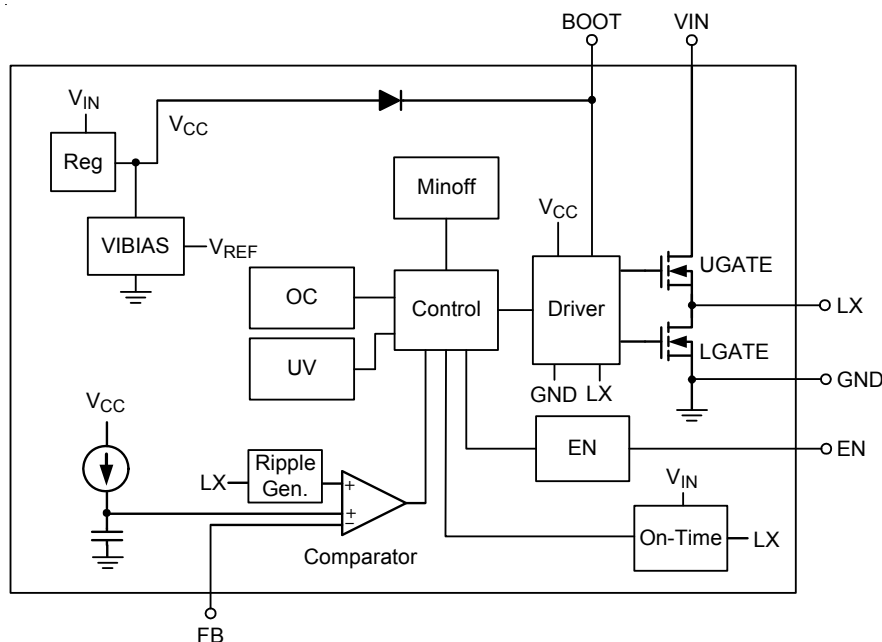 BOOT VIN
VIN
VCC
Reg
Minoff
VCC
VIBIAS VREF
UGATE
OC
Control
Driver
LX
LGATE
UV
GND LX
GND
VCC
EN
EN
LX
Ripple
Gen.
+
+
−
VIN
On-Time
LX
Comparator
FB